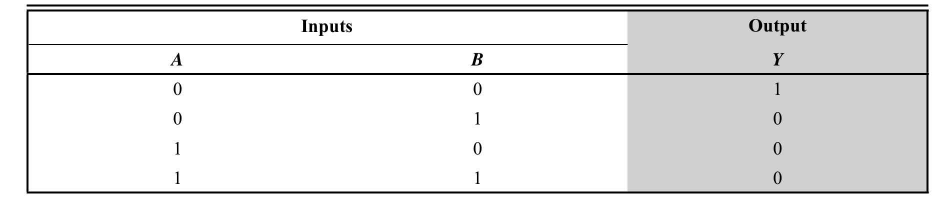 Inputs Output
A B Y
0 0 1
0 1 0
1 0 0
1 1 0